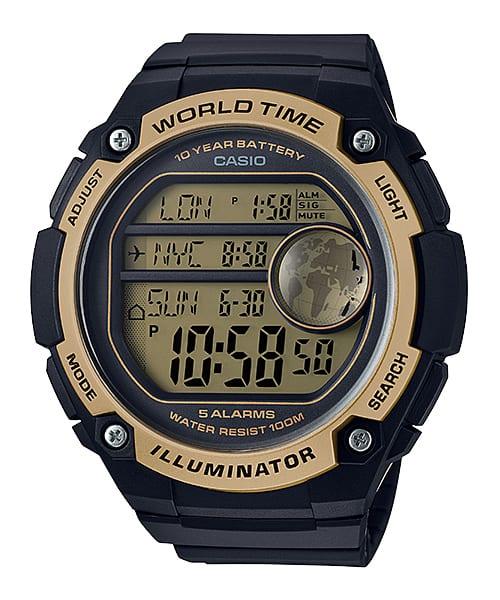 WORLD TIME
10 YEAR BATTERY
CASIO
ADJUST
LIGHT
LON P 1:58
ALM
SIG
MUTE
NYC 8:58
SUN 6-30
P 10:58 50
MODE
SEARCH
5 ALARMS
WATER RESIST 100M
ILLUMINATOR